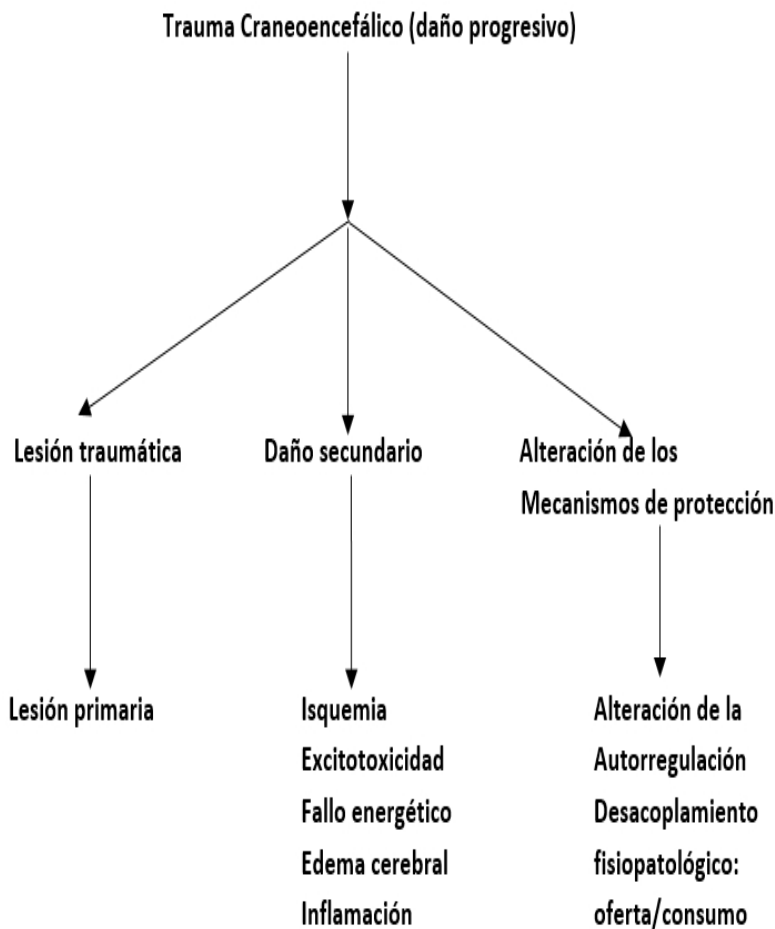 Trauma Craneoencefálico (daño progresivo)
Lesión traumática
Daño secundario
Alteración de los
Mecanismos de protección
Lesión primaria
Isquemia
Excitotoxicidad
Fallo energético
Edema cerebral
Inflamación
Alteración de la
Autorregulación
Desacoplamiento
fisiopatológico:
oferta/consumo